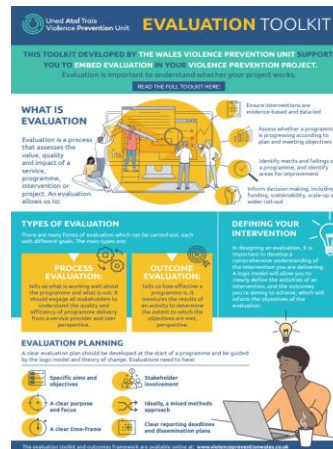 Uned Atal Trais
Violence Prevention Unit
EVALUATION TOOLKIT
THIS TOOLKIT DEVELOPED BY THE WALES VIOLENCE PREVENTION UNIT SUPPORTS
YOU TO EMBED EVALUATION IN YOUR VIOLENCE PREVENTION PROJECT.
Evaluation is important to understand whether your project works.
READ THE FULL TOOLKIT HERE:
WHAT IS
EVALUATION
Evaluation is a process
that assesses the
value, quality
and impact of a
service,
programme,
intervention or
project. An evaluation
allows us to:
Ensure interventions are
evidence-based and data-led
Assess whether a programme
is progressing according to
plan and meeting objectives
Identify merits and failings of
a programme, and identify
areas for improvement
Inform decision making, including
funding, sustainability, scale-up or
wider roll-out
TYPES OF EVALUATION
There are many forms of evaluation which can be carried out, each
with different goals. The main types are:
PROCESS
EVALUATION:
tells us what is working well about
the programme and what is not. It
should engage all stakeholders to
understand the quality and
efficiency of programme delivery
from a service provider and user
perspective.
OUTCOME
EVALUATION:
tells us how effective a
programme is. It
measures the results of
an activity to determine
the extent to which the
objectives are met.
DEFINING YOUR
INTERVENTION
In designing an evaluation, it is
important to develop a
comprehensive understanding of
the intervention you are delivering.
A logic model will allow you to
clearly define the activities of an
intervention, and the outcomes
you're aiming to achieve, which will
inform the objectives of the
evaluation.
EVALUATION PLANNING
A clear evaluation plan should be developed at the start of a programme and be guided
by the logic model and theory of change. Evaluations need to have:
Specific aims and
objectives
Stakeholder
involvement
A clear purpose
and focus
Ideally, a mixed methods
approach
A clear time-frame
Clear reporting deadlines
and dissemination plans
The evaluation toolkit and outcomes framework are available online at: www.violencepreventionwales.co.uk